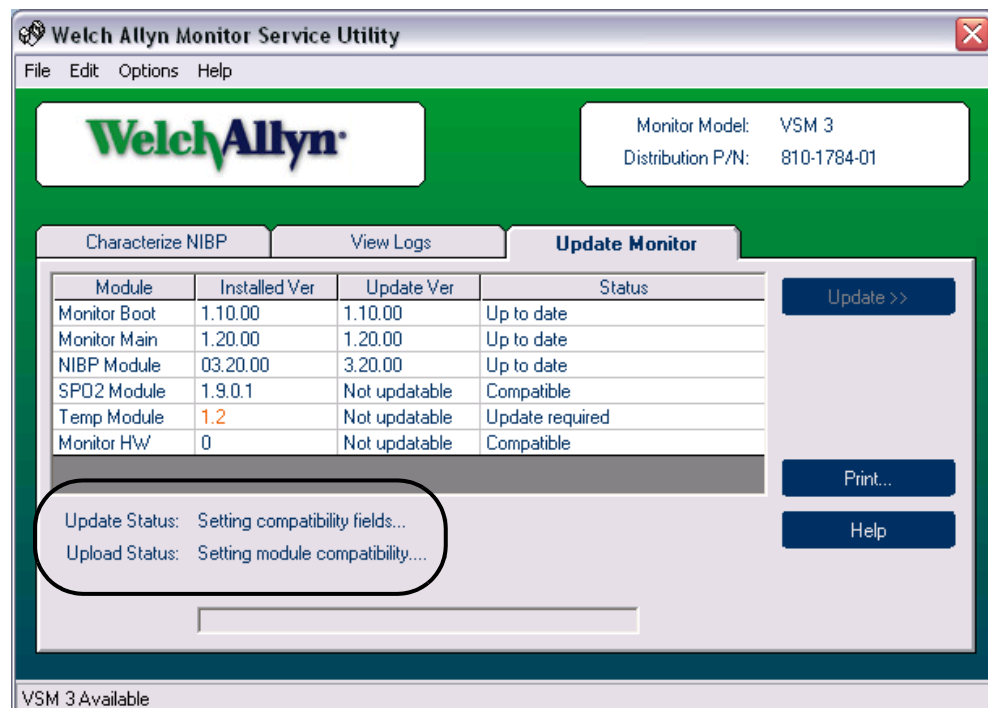 Welch Allyn Monitor Service Utility
File Edit Options Help
WelchAllyn
Monitor Model: VSM 3
Distribution P/N: 810-1784-01
Characterize NIBP View Logs Update Monitor
Module Installed Ver Update Ver Status
Update >>
Monitor Boot 1.10.00 1.10.00 Up to date
Monitor Main 1.20.00 1.20.00 Up to date
NIBP Module 03.20.00 3.20.00 Up to date
SPO2 Module 1.9.0.1 Not updatable Compatible
Temp Module 1.2 Not updatable Update required
Monitor HW 0 Not updatable Compatible
Print...
Update Status: Setting compatibility fields...
Help
Upload Status: Setting module compatibility....
VSM 3 Available